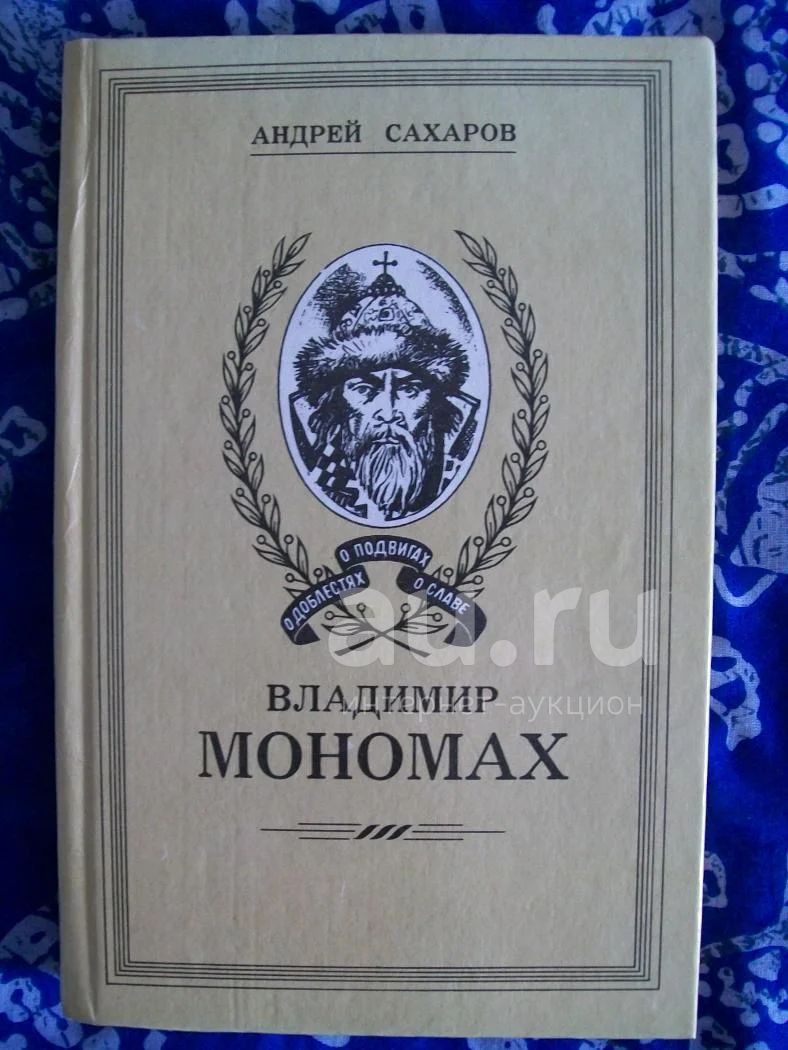 АНДРЕЙ САХАРОВ
О ДОБЛЕСТЯХ
О ПОДВИГАХ
О СЛАВЕ
au.ru
интернет-аукцион
ВЛАДИМИР
МОНОМАХ